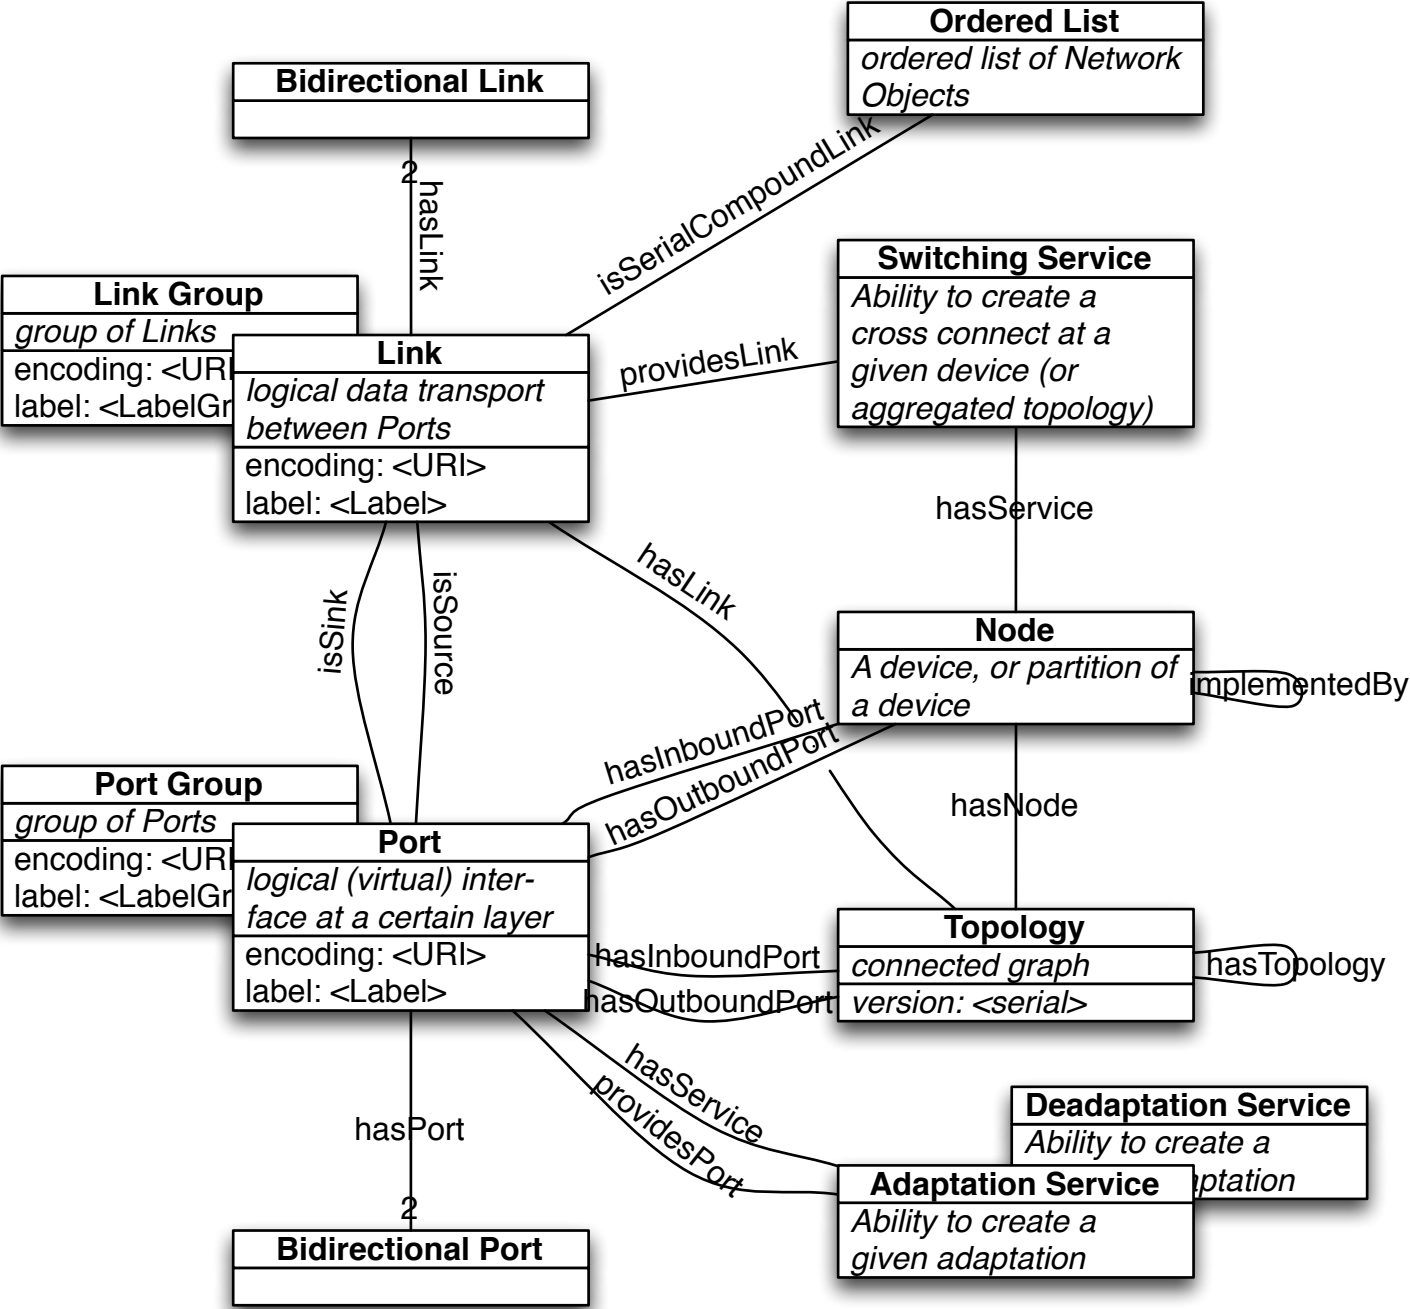 Ordered List
ordered list of Network
Objects
Bidirectional Link
2
hasLink
isSerialCompoundLink
Switching Service
Ability to create a
cross connect at a
given device (or
aggregated topology)
Link Group
group of Links
encoding: <URI
label: <LabelGr
Link
logical data transport
between Ports
encoding: <URI>
label: <Label>
providesLink
hasService
isSink
isSource
hasLink
Node
A device, or partition of
a device
implementedBy
hasInboundPort
hasOutboundPort
hasNode
Port Group
group of Ports
encoding: <URI
label: <LabelGr
Port
logical (virtual) inter-
face at a certain layer
encoding: <URI>
label: <Label>
hasInboundPort
hasOutboundPort
Topology
connected graph
version: <serial>
hasTopology
hasService
providesPort
hasPort
2
Bidirectional Port
Deadaptation Service
Ability to create a
aptation
Adaptation Service
Ability to create a
given adaptation